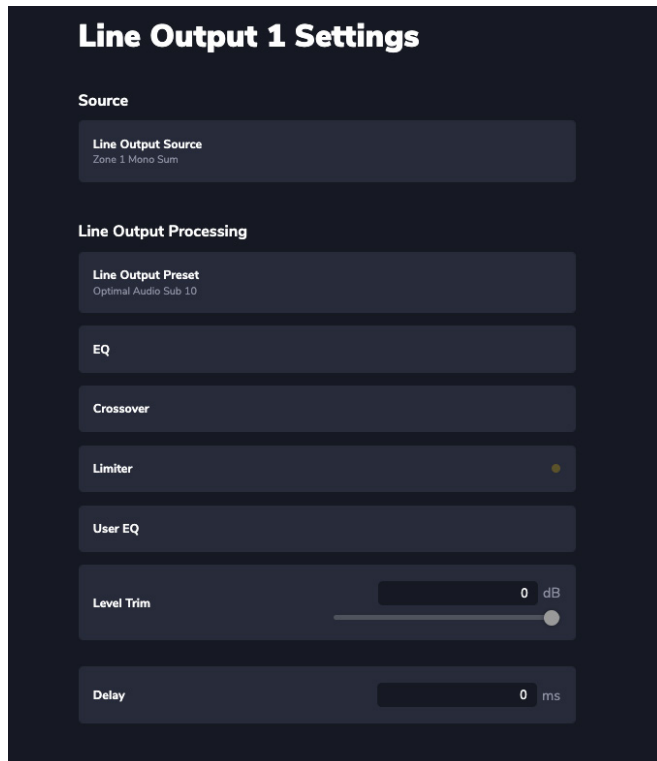 Line Output 1 Settings
Source
Line Output Source
Zone 1 Mono Sum
Line Output Processing
Line Output Preset
Optimal Audio Sub 10
EQ
Crossover
Limiter
User EQ
Level Trim
0 dB
Delay
0 ms